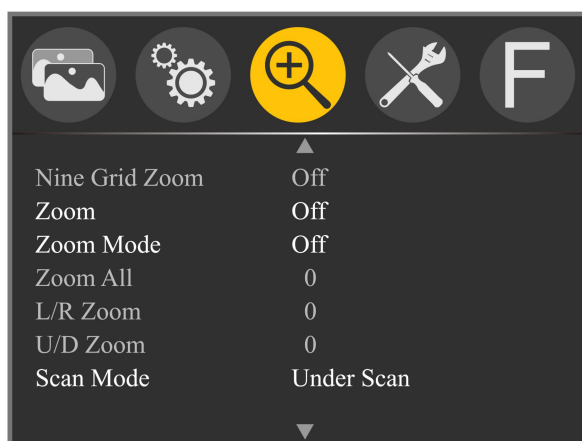 F
Nine Grid Zoom Off
Zoom Off
Zoom Mode Off
Zoom All 0
L/R Zoom 0
U/D Zoom 0
Scan Mode Under Scan